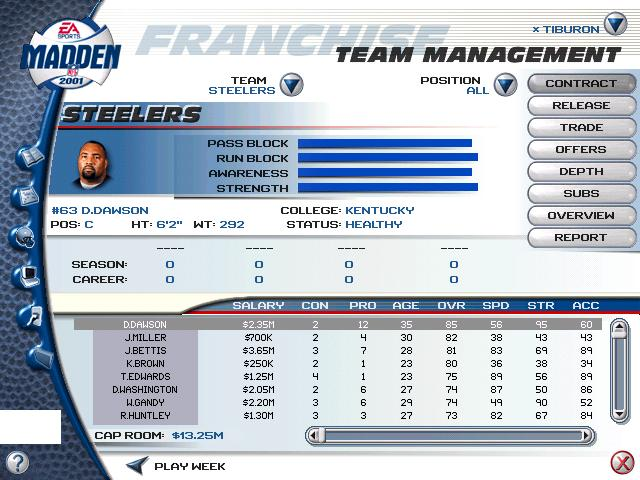 EA SPORTS
MADDEN
NFL
2001
FRANCHISE
TEAM MANAGEMENT
× TIBURON
TEAM
STEELERS
POSITION
ALL
CONTRACT
RELEASE
TRADE
OFFERS
DEPTH
SUBS
OVERVIEW
REPORT
STEELERS
PASS BLOCK
RUN BLOCK
AWARENESS
STRENGTH
#63 D.DAWSON COLLEGE: KENTUCKY
POS: C HT: 6'2" WT: 292 STATUS: HEALTHY
---- ---- ---- ----
SEASON: 0 0 0 0
CAREER: 0 0 0 0
SALARY CON PRO AGE OVR SPD STR ACC
D.DAWSON $2.35M 2 12 35 85 56 95 60
J.MILLER $700K 2 4 30 82 38 43 43
J.BETTIS $3.65M 3 7 28 81 83 69 89
K.BROWN $250K 2 1 23 80 36 38 34
T.EDWARDS $1.25M 4 1 23 75 89 56 89
D.WASHINGTON $2.05M 2 6 27 74 87 50 86
W.GANDY $2.20M 3 6 29 74 49 90 52
R.HUNTLEY $1.30M 3 3 27 73 82 67 84
CAP ROOM: $13.25M
? PLAY WEEK X